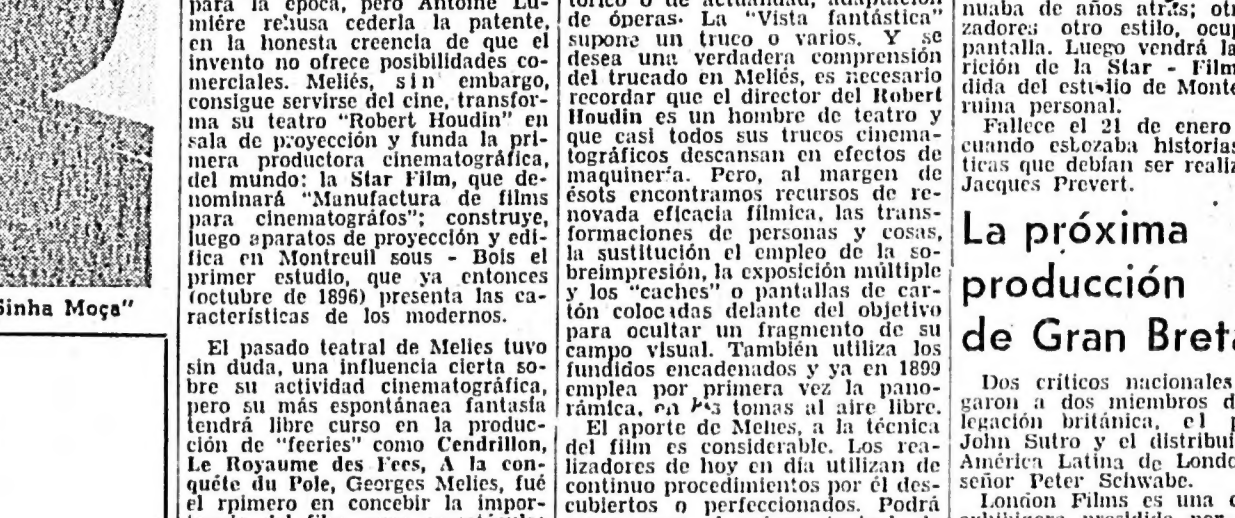 Sinha Moça"
para la época, pero Antoine Lu-
miére rehusa cederla la patente,
en la honesta creencia de que el
invento no ofrece posibilidades co-
merciales. Meliés, sin embargo,
consigue servirse del cine, transfor-
ma su teatro "Robert Houdin" en
sala de proyección y funda la pri-
mera productora cinematográfica,
del mundo: la Star Film, que de-
nominará "Manufactura de films
para cinematográfos"; construye,
luego aparatos de proyección y edi-
fica en Montreuil sous - Bois el
primer estudio, que ya entonces
(octubre de 1896) presenta las ca-
racterísticas de los modernos.
El pasado teatral de Melies tuvo
sin duda, una influencia cierta so-
bre su actividad cinematográfica,
pero su más espontánaea fantasía
tendrá libre curso en la produc-
ción de "feeries" como Cendrillon,
Le Royaume des Fees, A la con-
quéte du Pole, Georges Melies, fué
el rpimero en concebir la impor-
de óperas. La "Vista fantástica"
supone un truco o varios. Y se
desea una verdadera comprensión
del trucado en Meliés, es necesario
recordar que el director del Robert
Houdin es un hombre de teatro y
que casi todos sus trucos cinema-
tográficos descansan en efectos de
maquinería. Pero, al margen de
ésots encontramos recursos de re-
novada eficacia fílmica, las trans-
formaciones de personas y cosas,
la sustitución el empleo de la so-
breimpresión, la exposición múltiple
y los "caches" o pantallas de car-
tón colocadas delante del objetivo
para ocultar un fragmento de su
campo visual. También utiliza los
fundidos encadenados y ya en 1899
emplea por primera vez la pano-
rámica, en las tomas al aire libre.
El aporte de Melies, a la técnica
del film es considerable. Los rea-
lizadores de hoy en día utilizan de
continuo procedimientos por él des-
cubiertos o perfeccionados. Podrá
nuaba de años atrás; otr
zadores otro estilo, ocup
pantalla. Luego vendrá la
rición de la Star - Film
dida del estudio de Monte
ruina personal.
Fallece el 21 de enero
cuando esbozaba historias
ticas que debían ser realiz
Jacques Prevert.
La próxima
producción
de Gran Breta
Dos críticos nacionales
garon a dos miembros d
legación británica, el p
John Sutro y el distribui
América Latina de Londo
señor Peter Schwabe.
London Films es una